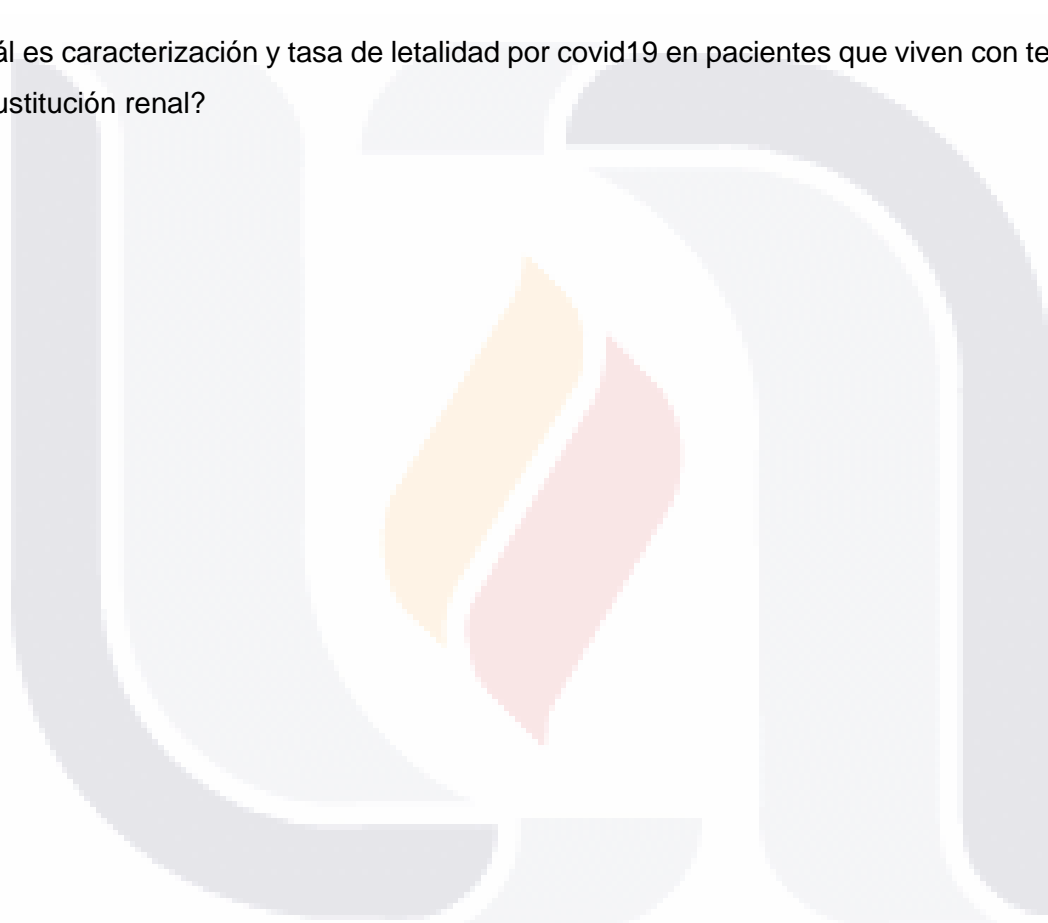 ál es caracterización y tasa de letalidad por covid19 en pacientes que viven con te
ustitución renal?